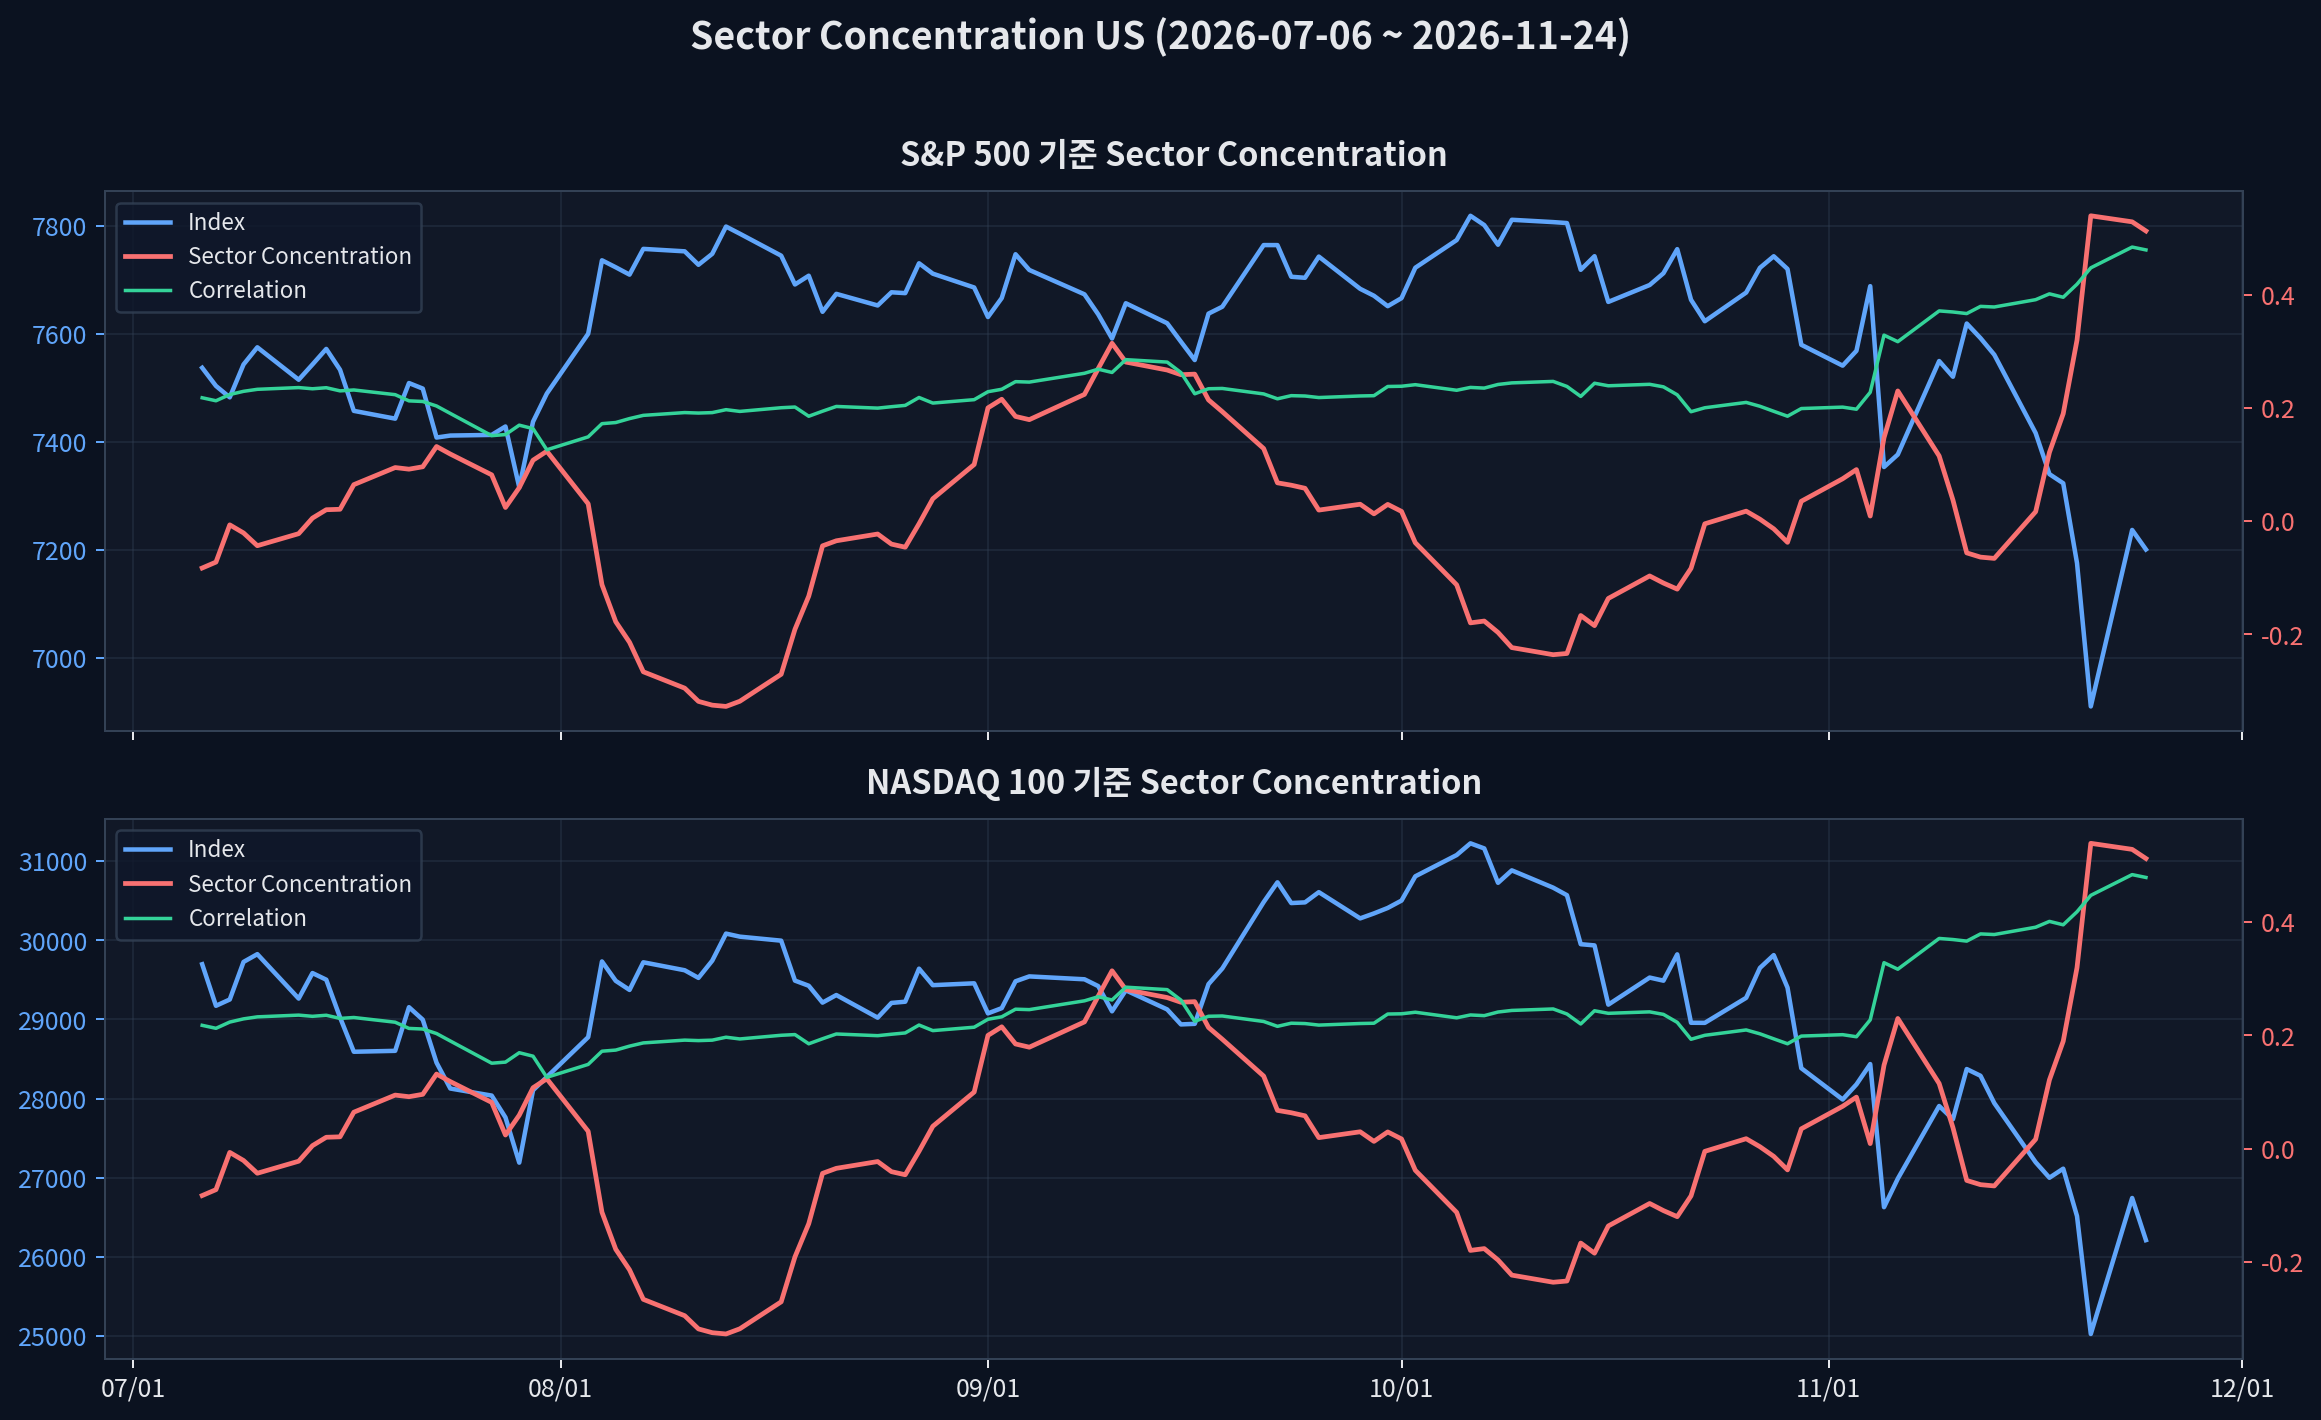 Sector Concentration US (2026-07-06 ~ 2026-11-24)
S&P 500 기준 Sector Concentration
Index
Sector Concentration
Correlation
7800
7600
7400
7200
7000
0.4
0.2
0.0
-0.2
NASDAQ 100 기준 Sector Concentration
Index
Sector Concentration
Correlation
31000
30000
29000
28000
27000
26000
25000
0.4
0.2
0.0
-0.2
07/01 08/01 09/01 10/01 11/01 12/01